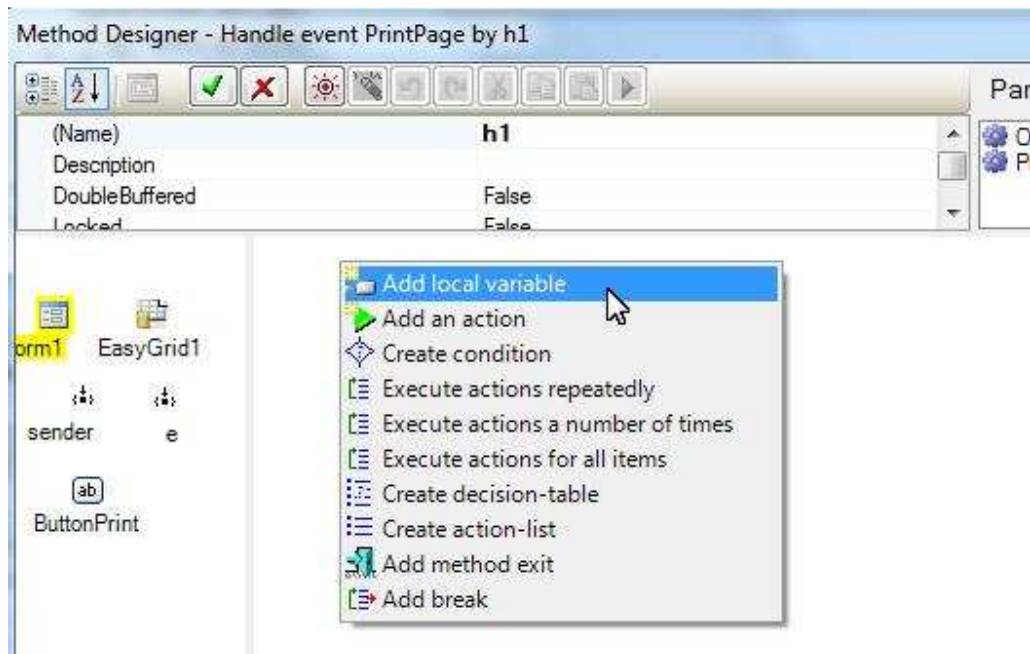 Method Designer - Handle event PrintPage by h1
Par
(Name) h1
Description
DoubleBuffered False
Locked False
orm1 EasyGrid1
sender e
ButtonPrint
Add local variable
Add an action
Create condition
Execute actions repeatedly
Execute actions a number of times
Execute actions for all items
Create decision-table
Create action-list
Add method exit
Add break